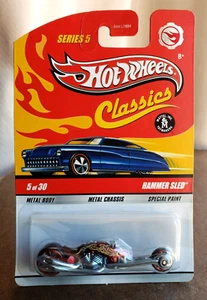 SERIES 5
Hot Wheels
Classics
5 of 30
HAMMER SLED
METAL BODY
METAL CHASSIS
SPECIAL PAINT